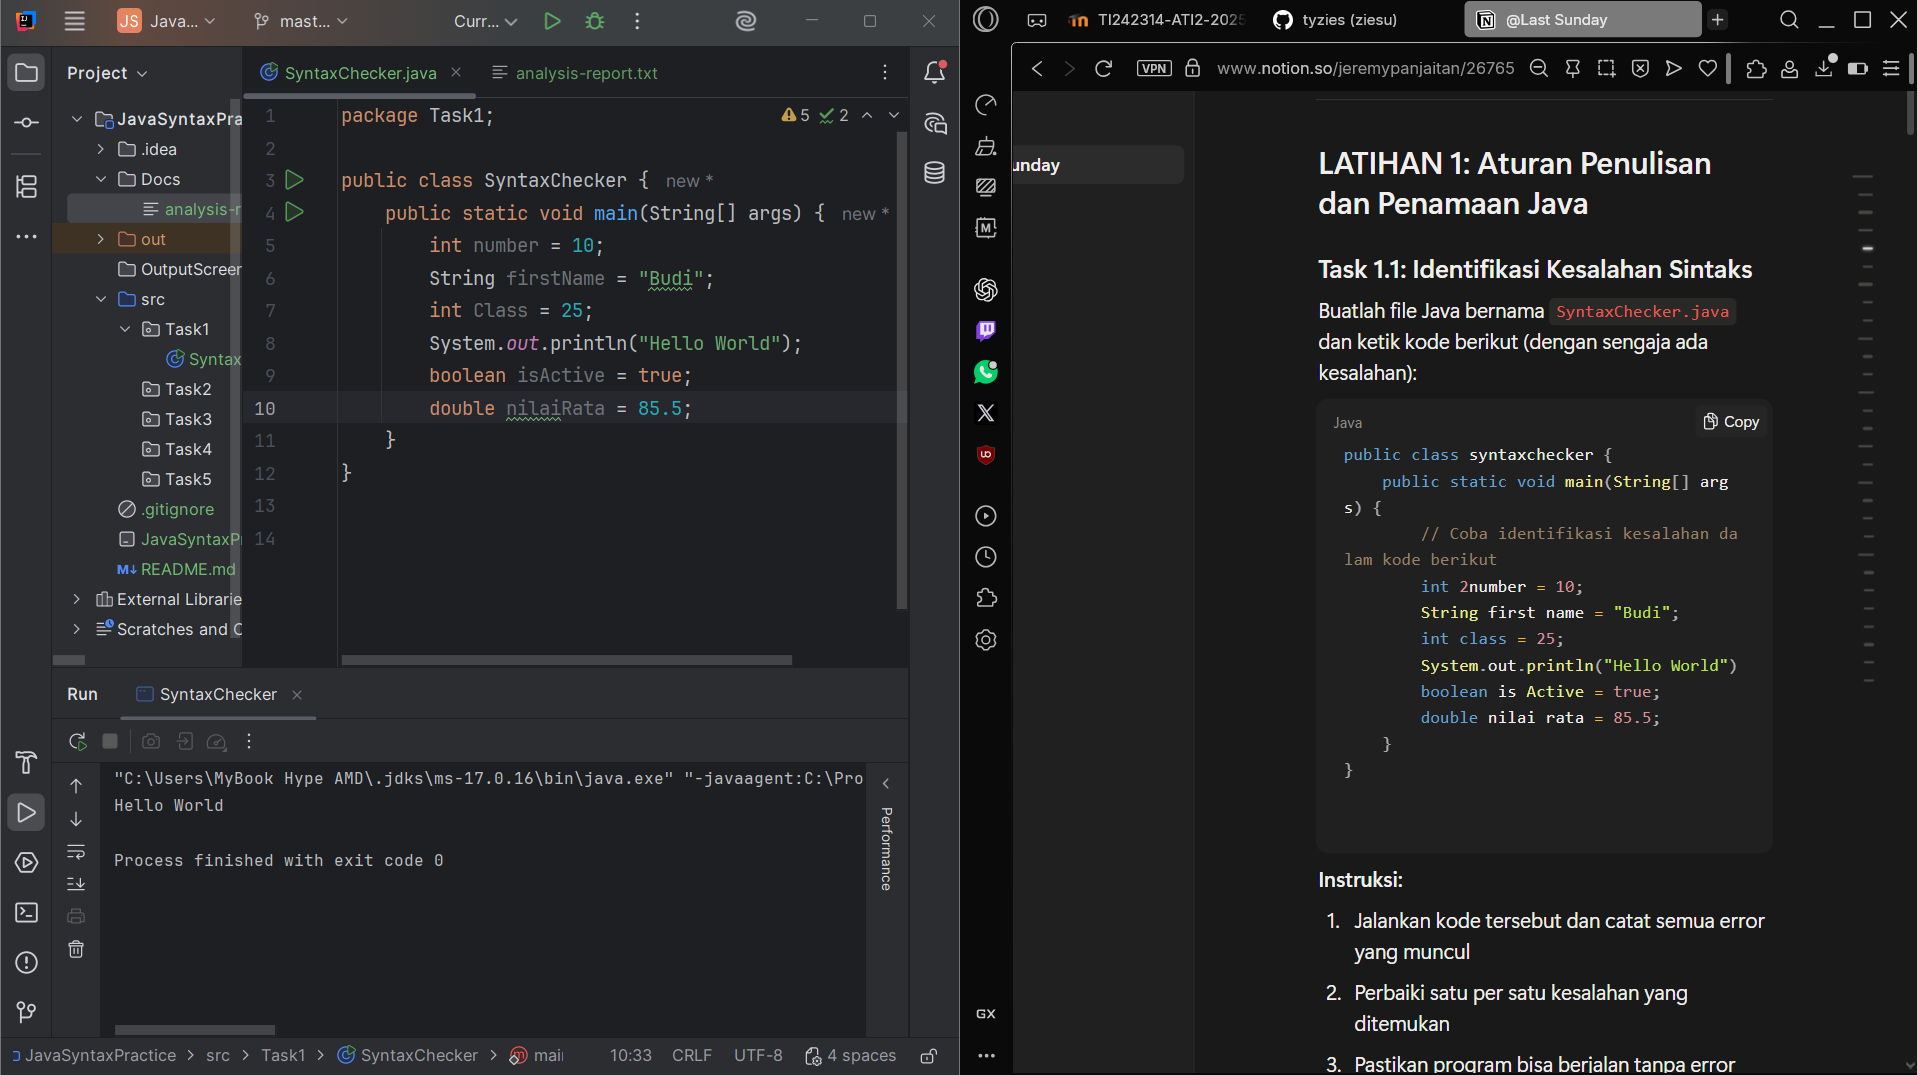 JS Java...
mast...
Curr...
Project
JavaSyntaxPra
.idea
Docs
analysis-r
out
OutputScreer
src
Task1
Syntax
Task2
Task3
Task4
Task5
.gitignore
JavaSyntaxP
README.md
External Librarie
Scratches and C
SyntaxChecker.java
analysis-report.txt
5 2
1 package Task1;
2
3 public class SyntaxChecker { new *
4 public static void main(String[] args) { new *
5 int number = 10;
6 String firstName = "Budi";
7 int Class = 25;
8 System.out.println("Hello World");
9 boolean isActive = true;
10 double nilaiRata = 85.5;
11 }
12 }
13
14
Run SyntaxChecker
"C:\Users\MyBook Hype AMD\.jdks\ms-17.0.16\bin\java.exe" "-javaagent:C:\Pro
Hello World
Process finished with exit code 0
Performance
JavaSyntaxPractice > src > Task1 > SyntaxChecker > mai
10:33 CRLF UTF-8 4 spaces
TI242314-ATI2-2025
tyzies (ziesu)
@Last Sunday
VPN www.notion.so/jeremypanjaitan/26765
GX
unday
LATIHAN 1: Aturan Penulisan
dan Penamaan Java
Task 1.1: Identifikasi Kesalahan Sintaks
Buatlah file Java bernama SyntaxChecker.java
dan ketik kode berikut (dengan sengaja ada
kesalahan):
Java Copy
public class syntaxchecker {
public static void main(String[] arg
s) {
// Coba identifikasi kesalahan da
lam kode berikut
int 2number = 10;
String first name = "Budi";
int class = 25;
System.out.println("Hello World")
boolean is Active = true;
double nilai rata = 85.5;
}
}
Instruksi:
1. Jalankan kode tersebut dan catat semua error
yang muncul
2. Perbaiki satu per satu kesalahan yang
ditemukan
3. Pastikan program bisa berjalan tanpa error